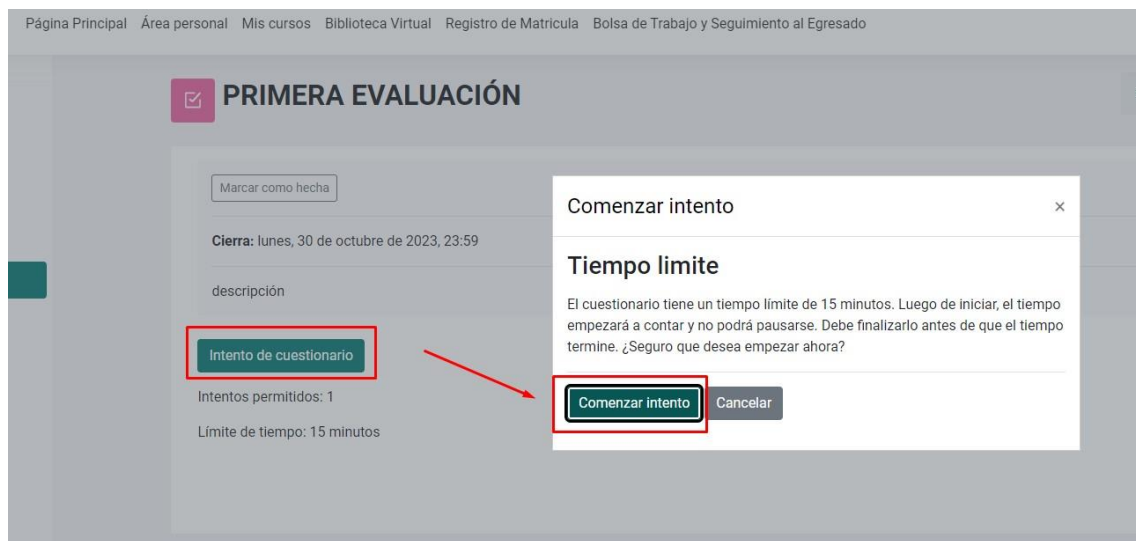 Página Principal Área personal Mis cursos Biblioteca Virtual Registro de Matricula Bolsa de Trabajo y Seguimiento al Egresado
PRIMERA EVALUACIÓN
Marcar como hecha
Cierra: lunes, 30 de octubre de 2023, 23:59
descripción
Intento de cuestionario
Intentos permitidos: 1
Límite de tiempo: 15 minutos
Comenzar intento ×
Tiempo limite
El cuestionario tiene un tiempo límite de 15 minutos. Luego de iniciar, el tiempo
empezará a contar y no podrá pausarse. Debe finalizarlo antes de que el tiempo
termine. ¿Seguro que desea empezar ahora?
Comenzar intento Cancelar